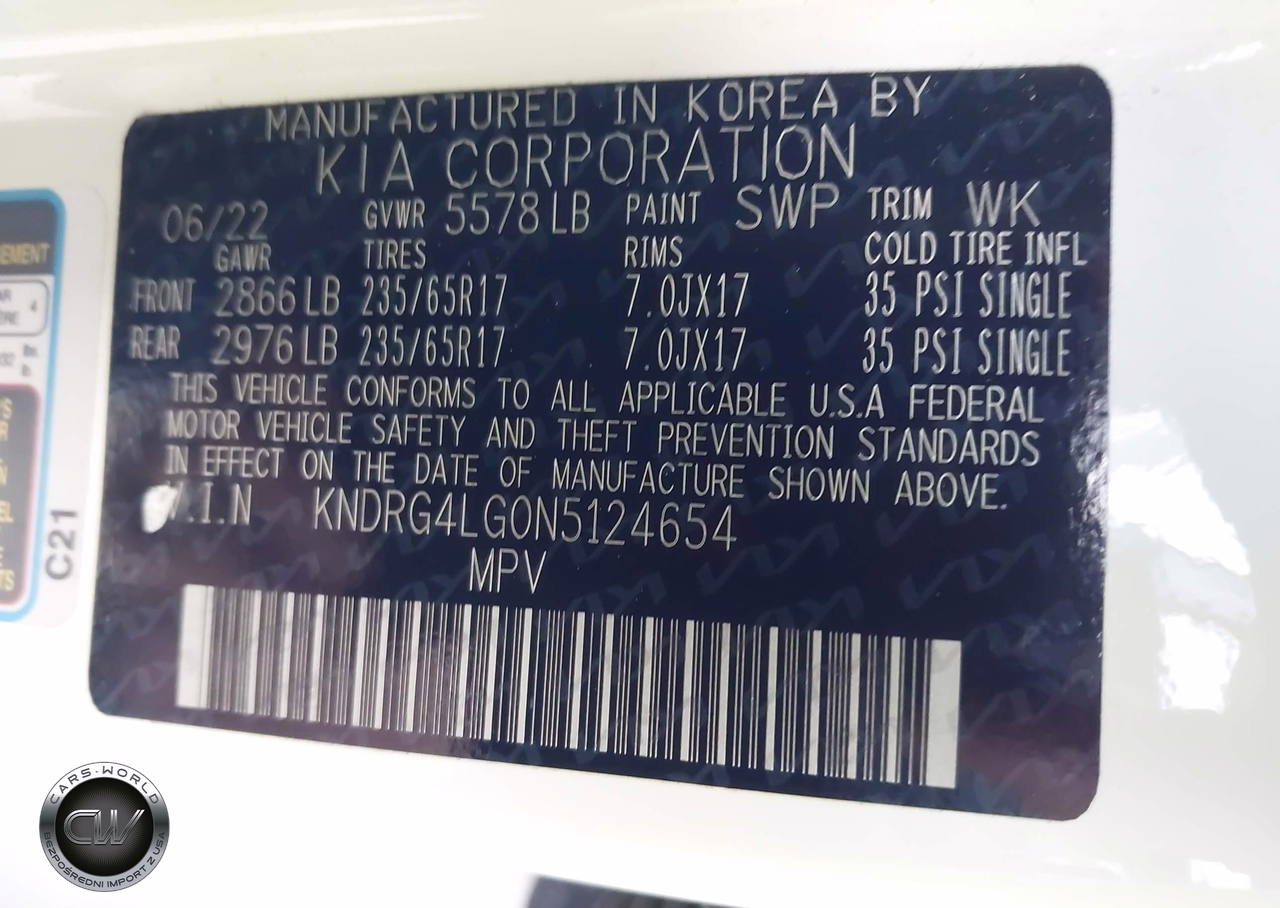 MANUFACTURED IN KOREA BY
KIA CORPORATION
06/22 GVWR 5578 LB PAINT SWP TRIM WK
GAWR TIRES RIMS COLD TIRE INFL
FRONT 2866 LB 235/65R17 7.0JX17 35 PSI SINGLE
REAR 2976 LB 235/65R17 7.0JX17 35 PSI SINGLE
THIS VEHICLE CONFORMS TO ALL APPLICABLE U.S.A FEDERAL
MOTOR VEHICLE SAFETY AND THEFT PREVENTION STANDARDS
IN EFFECT ON THE DATE OF MANUFACTURE SHOWN ABOVE.
V.I.N KNDRG4LG0N5124654
MPV
C21
CARS-WORLD
CW
BEZPOŚREDNI IMPORT Z USA